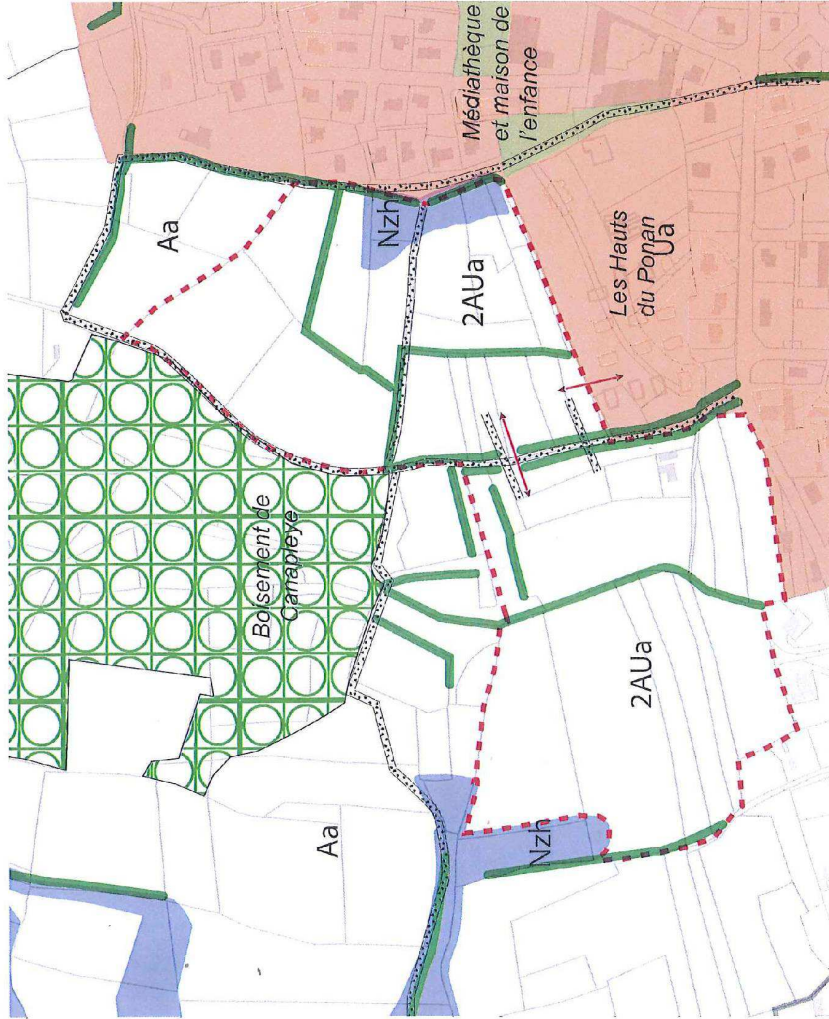 Médiathèque
et maison de
l'enfance
Aa
Nzh
2AUa
Les Hauts
du Ponan
Ua
Boisement de
Canapleye
2AUa
Aa
Nzh